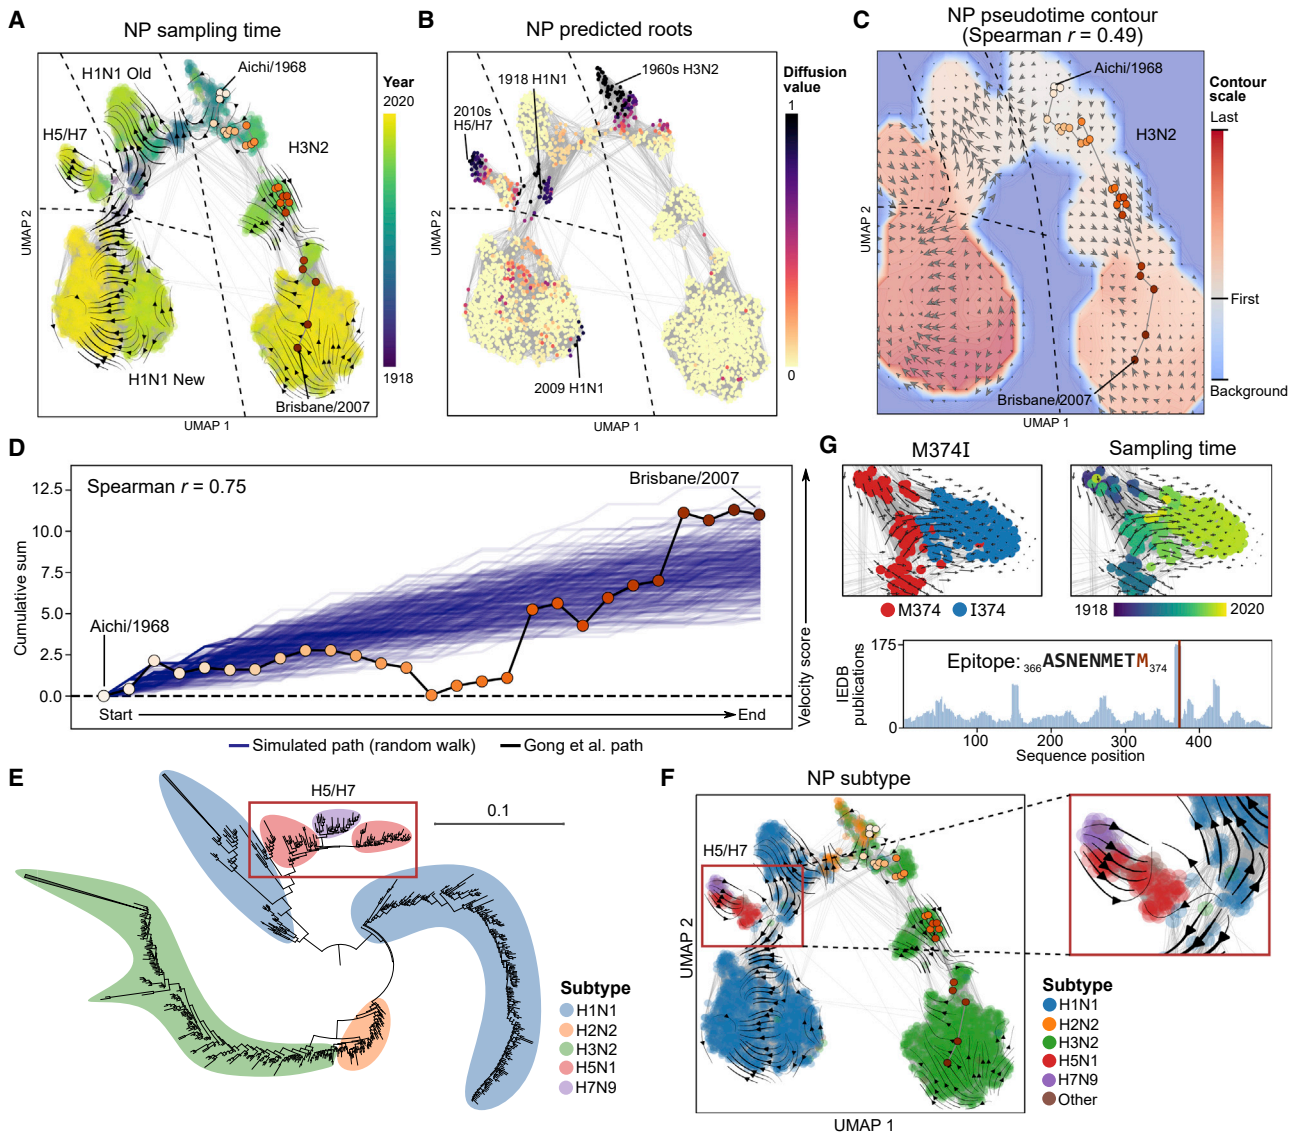 A
NP sampling time
H1N1 Old
Aichi/1968
H5/H7
H3N2
H1N1 New
Brisbane/2007
UMAP 2
UMAP 1
Year
2020
1918
B
NP predicted roots
1960s H3N2
1918 H1N1
2010s
H5/H7
2009 H1N1
UMAP 2
UMAP 1
Diffusion
value
1
0
C
NP pseudotime contour
(Spearman r = 0.49)
Aichi/1968
H3N2
Brisbane/2007
UMAP 2
UMAP 1
Contour
scale
Last
First
Background
D
Spearman r = 0.75
Brisbane/2007
Aichi/1968
Cumulative sum
12.5
10.0
7.5
5.0
2.5
0.0
Start
End
Velocity score
Simulated path (random walk)
Gong et al. path
G
M374I
Sampling time
M374
I374
1918
2020
175
0
IEDB
publications
Epitope: 366ASNENMETM374
100
200
300
400
Sequence position
E
H5/H7
0.1
Subtype
H1N1
H2N2
H3N2
H5N1
H7N9
F
NP subtype
H5/H7
UMAP 2
UMAP 1
Subtype
H1N1
H2N2
H3N2
H5N1
H7N9
Other